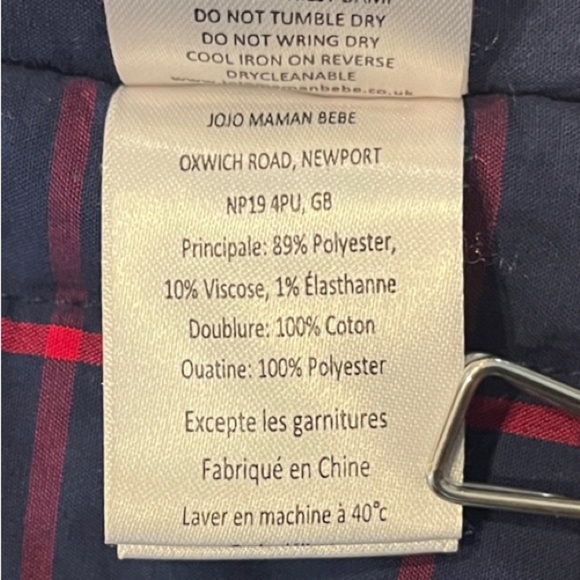 DO NOT TUMBLE DRY
DO NOT WRING DRY
COOL IRON ON REVERSE
DRYCLEANABLE
JOJO MAMAN BEBE
OXWICH ROAD, NEWPORT
NP19 4PU, GB
Principale: 89% Polyester,
10% Viscose, 1% Élasthanne
Doublure: 100% Coton
Ouatine: 100% Polyester
Excepte les garnitures
Fabriqué en Chine
Laver en machine à 40°c